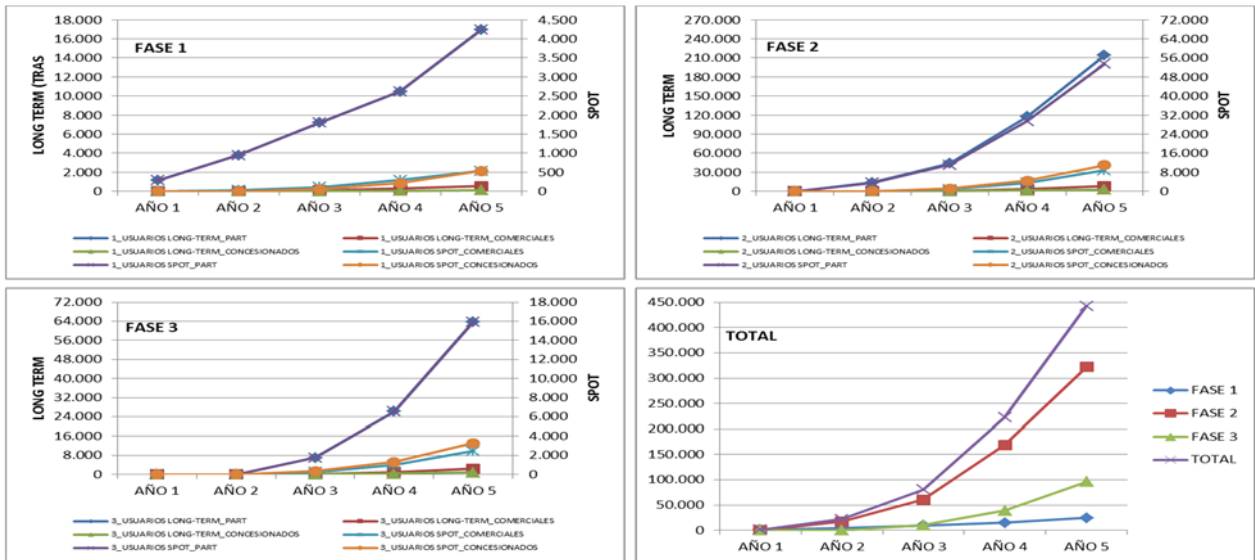 FASE 1
LONG TERM (TRAS
18.000
16.000
14.000
12.000
10.000
8.000
6.000
4.000
2.000
0
4.500
4.000
3.500
3.000
2.500
2.000
1.500
1.000
500
0
SPOT
AÑO 1 AÑO 2 AÑO 3 AÑO 4 AÑO 5
1_USUARIOS LONG-TERM_PART 1_USUARIOS LONG-TERM_COMERCIALES
1_USUARIOS LONG-TERM_CONCESIONADOS 1_USUARIOS SPOT_COMERCIALES
1_USUARIOS SPOT_PART 1_USUARIOS SPOT_CONCESIONADOS
FASE 2
LONG TERM
270.000
240.000
210.000
180.000
150.000
120.000
90.000
60.000
30.000
0
72.000
64.000
56.000
48.000
40.000
32.000
24.000
16.000
8.000
0
SPOT
AÑO 1 AÑO 2 AÑO 3 AÑO 4 AÑO 5
2_USUARIOS LONG-TERM_PART 2_USUARIOS LONG-TERM_COMERCIALES
2_USUARIOS LONG-TERM_CONCESIONADOS 2_USUARIOS SPOT_COMERCIALES
2_USUARIOS SPOT_PART 2_USUARIOS SPOT_CONCESIONADOS
FASE 3
LONG TERM
72.000
64.000
56.000
48.000
40.000
32.000
24.000
16.000
8.000
0
18.000
16.000
14.000
12.000
10.000
8.000
6.000
4.000
2.000
0
SPOT
AÑO 1 AÑO 2 AÑO 3 AÑO 4 AÑO 5
3_USUARIOS LONG-TERM_PART 3_USUARIOS LONG-TERM_COMERCIALES
3_USUARIOS LONG-TERM_CONCESIONADOS 3_USUARIOS SPOT_COMERCIALES
3_USUARIOS SPOT_PART 3_USUARIOS SPOT_CONCESIONADOS
TOTAL
450.000
400.000
350.000
300.000
250.000
200.000
150.000
100.000
50.000
0
AÑO 1 AÑO 2 AÑO 3 AÑO 4 AÑO 5
FASE 1
FASE 2
FASE 3
TOTAL